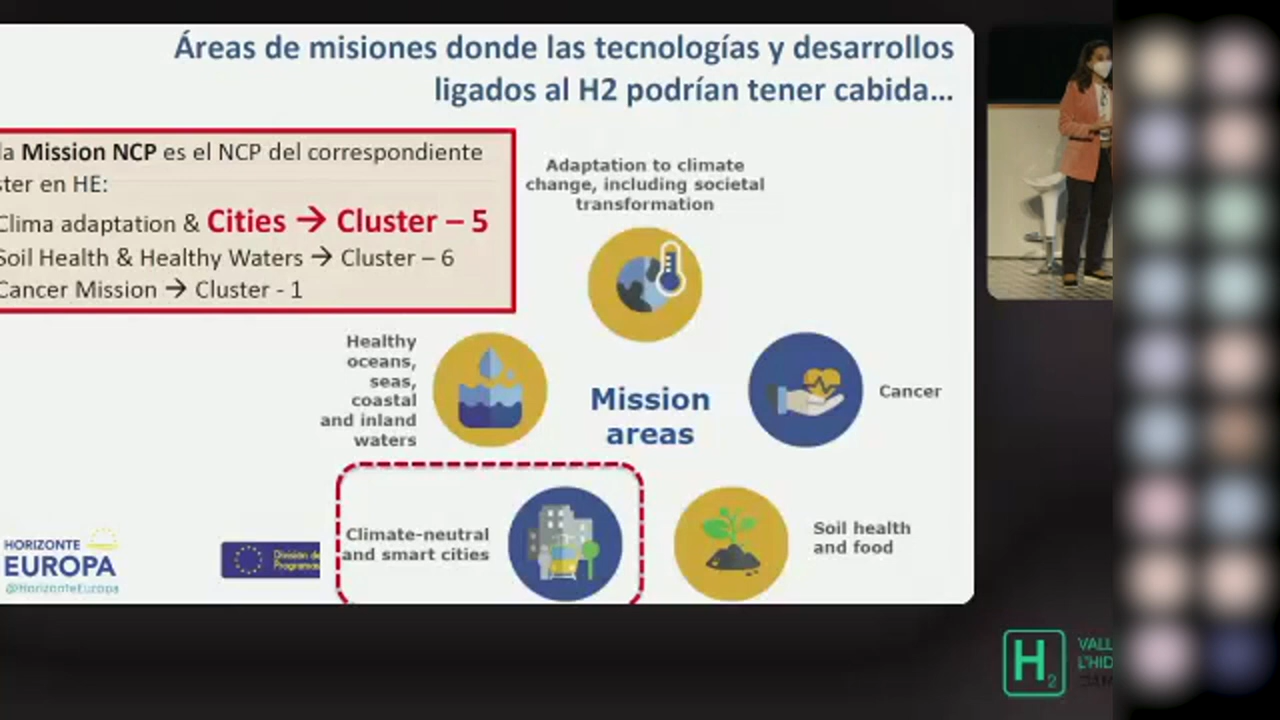 Áreas de misiones donde las tecnologías y desarrollos
ligados al H2 podrían tener cabida...
la Mission NCP es el NCP del correspondiente
ster en HE:
Clima adaptation & Cities → Cluster – 5
Soil Health & Healthy Waters → Cluster – 6
Cancer Mission → Cluster - 1
Adaptation to climate
change, including societal
transformation
Healthy
oceans,
seas,
coastal
and inland
waters
Mission
areas
Cancer
Climate-neutral
and smart cities
Soil health
and food
HORIZONTE
EUROPA
@HorizonteEuropa
División de
Programas
H2
VALL
L'HID